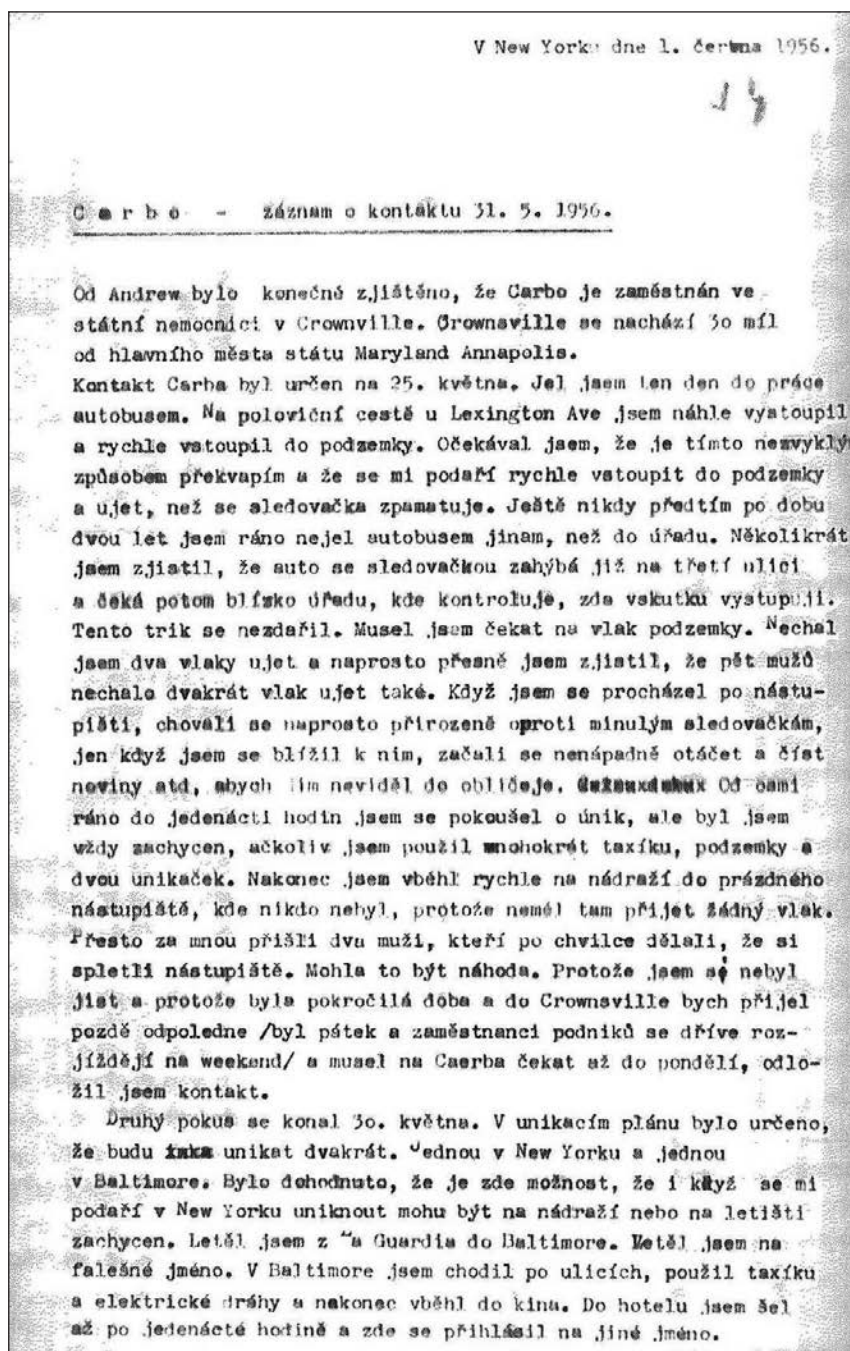 V New Yorku dne 1. června 1956.
C a r b o - záznam o kontaktu 31. 5. 1956.
Od Andrew bylo konečné zjištěno, že Carbo je zaměstnán ve
státní nemocnici v Crownville. Crownsville se nachází 3o míl
od hlavního města státu Maryland Annapolis.
Kontakt Carba byl určen na 25. května. Jel jsem ten den do práce
autobusem. Na poloviční cestě u Lexington Ave jsem náhle vystoupil
a rychle vstoupil do podzemky. Očekával jsem, že je tímto nezvyklým
způsobem překvapím a že se mi podaří rychle vstoupit do podzemky
a ujet, než se sledovačka zpamatuje. Ještě nikdy předtím po dobu
dvou let jsem ráno nejel autobusem jinam, než do úřadu. Několikrát
jsem zjistil, že auto se sledovačkou zahýbá již na třetí ulici
a čeká potom blízko úřadu, kde kontroluje, zda vskutku vystupuji.
Tento trik se nezdařil. Musel jsem čekat na vlak podzemky. Nechal
jsem dva vlaky ujet a naprosto přesně jsem zjistil, že pět mužů
nechalo dvakrát vlak ujet také. Když jsem se procházel po nástu-
pišti, chovali se naprosto přirozeně oproti minulým sledovačkám,
jen když jsem se blížil k nim, začali se nenápadně otáčet a číst
noviny atd, abych jim neviděl do obličeje. Od osmi
ráno do jedenácti hodin jsem se pokoušel o únik, ale byl jsem
vždy zachycen, ačkoliv jsem použil mnohokrát taxíku, podzemky a
dvou unikaček. Nakonec jsem vběhl rychle na nádraží do prázdného
nástupiště, kde nikdo nebyl, protože neměl tam přijet žádný vlak.
Přesto za mnou přišli dva muži, kteří po chvilce dělali, že si
spletli nástupiště. Mohla to být náhoda. Protože jsem sé nebyl
jist a protože byla pokročilá doba a do Crownsville bych přijel
pozdě odpoledne /byl pátek a zaměstnanci podniků se dříve roz-
jíždějí na weekend/ a musel na Caerba čekat až do pondělí, odlo-
žil jsem kontakt.
Druhý pokus se konal 3o. května. V unikacím plánu bylo určeno,
že budu unikat dvakrát. Jednou v New Yorku a jednou
v Baltimore. Bylo dohodnuto, že je zde možnost, že i když se mi
podaří v New Yorku uniknout mohu být na nádraží nebo na letišti
zachycen. Letěl jsem z La Guardia do Baltimore. Letěl jsem na
falešné jméno. V Baltimore jsem chodil po ulicích, použil taxíku
a elektrické dráhy a nakonec vběhl do kina. Do hotelu jsem šel
až po jedenácté hodině a zde se přihlásil na jiné jméno.